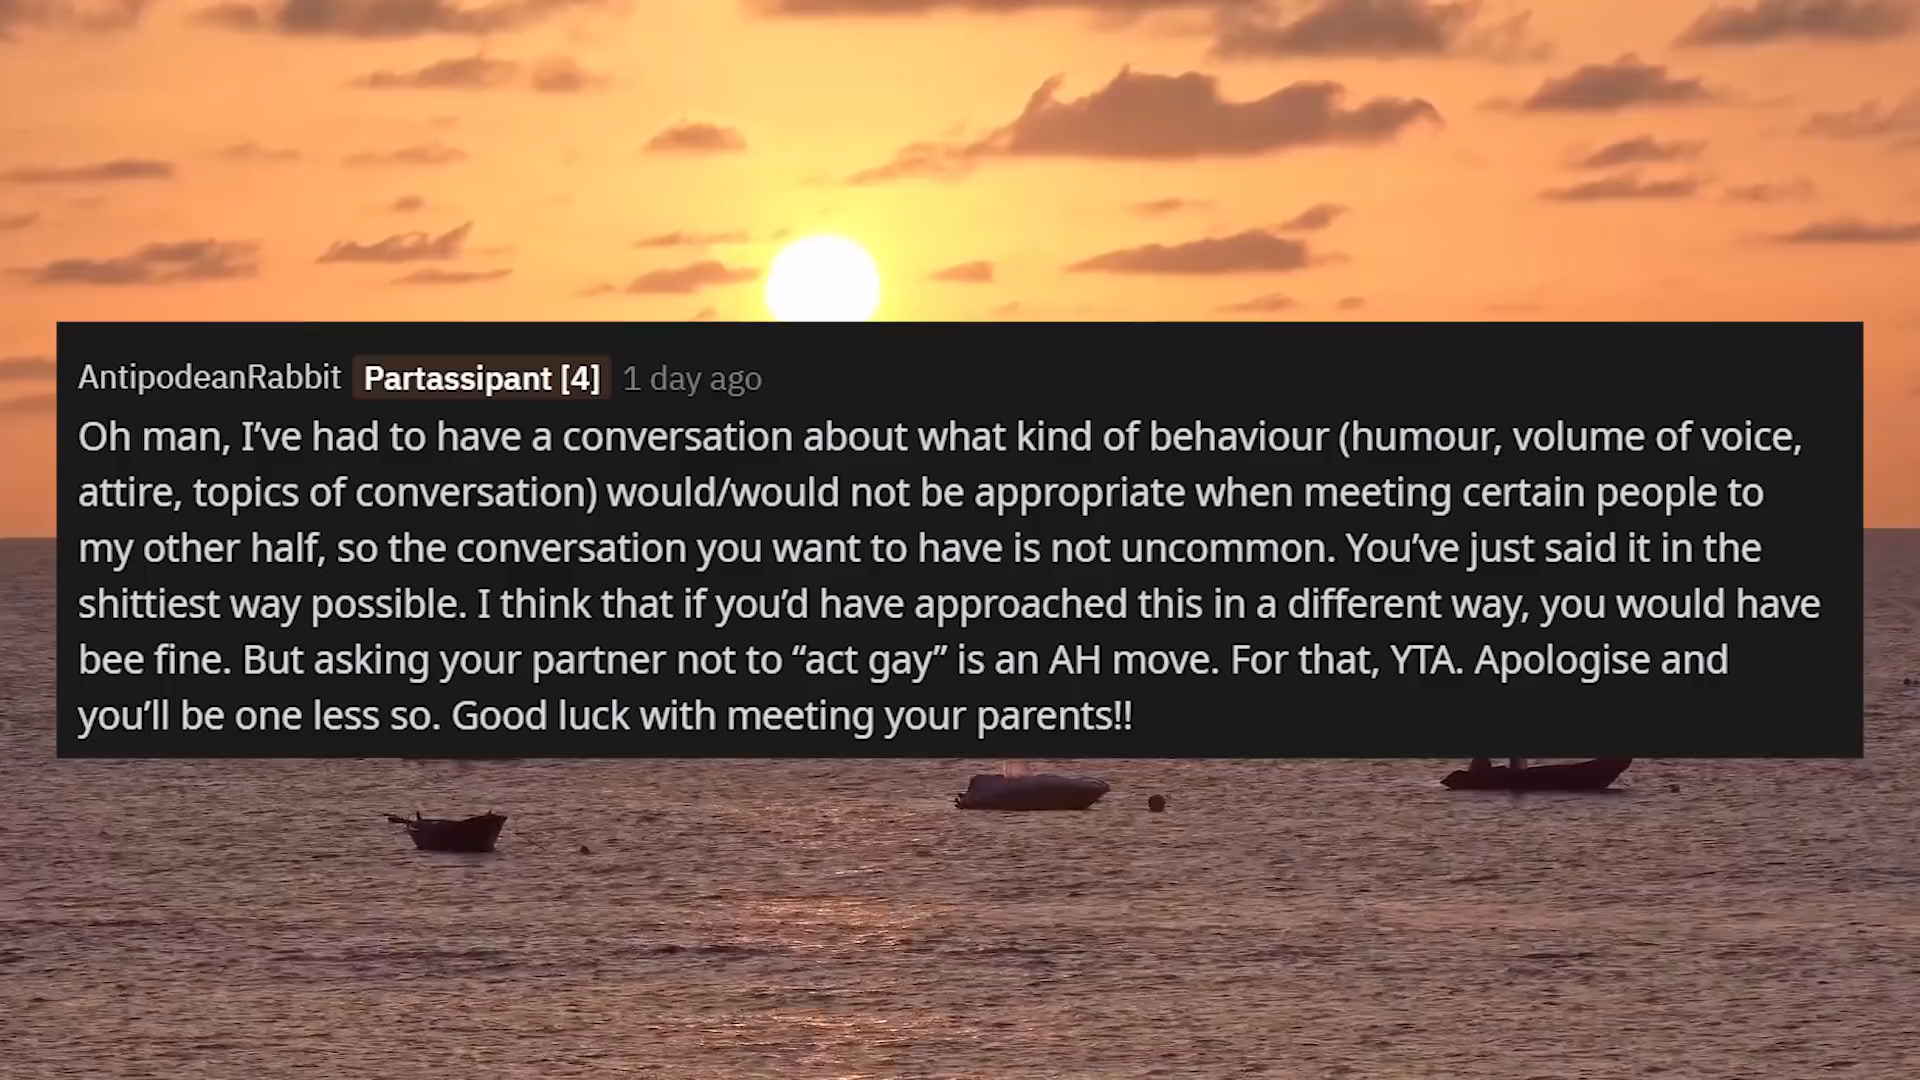 AntipodeanRabbit Partassipant [4] 1 day ago
Oh man, I’ve had to have a conversation about what kind of behaviour (humour, volume of voice,
attire, topics of conversation) would/would not be appropriate when meeting certain people to
my other half, so the conversation you want to have is not uncommon. You’ve just said it in the
shittiest way possible. I think that if you’d have approached this in a different way, you would have
bee fine. But asking your partner not to “act gay” is an AH move. For that, YTA. Apologise and
you’ll be one less so. Good luck with meeting your parents!!